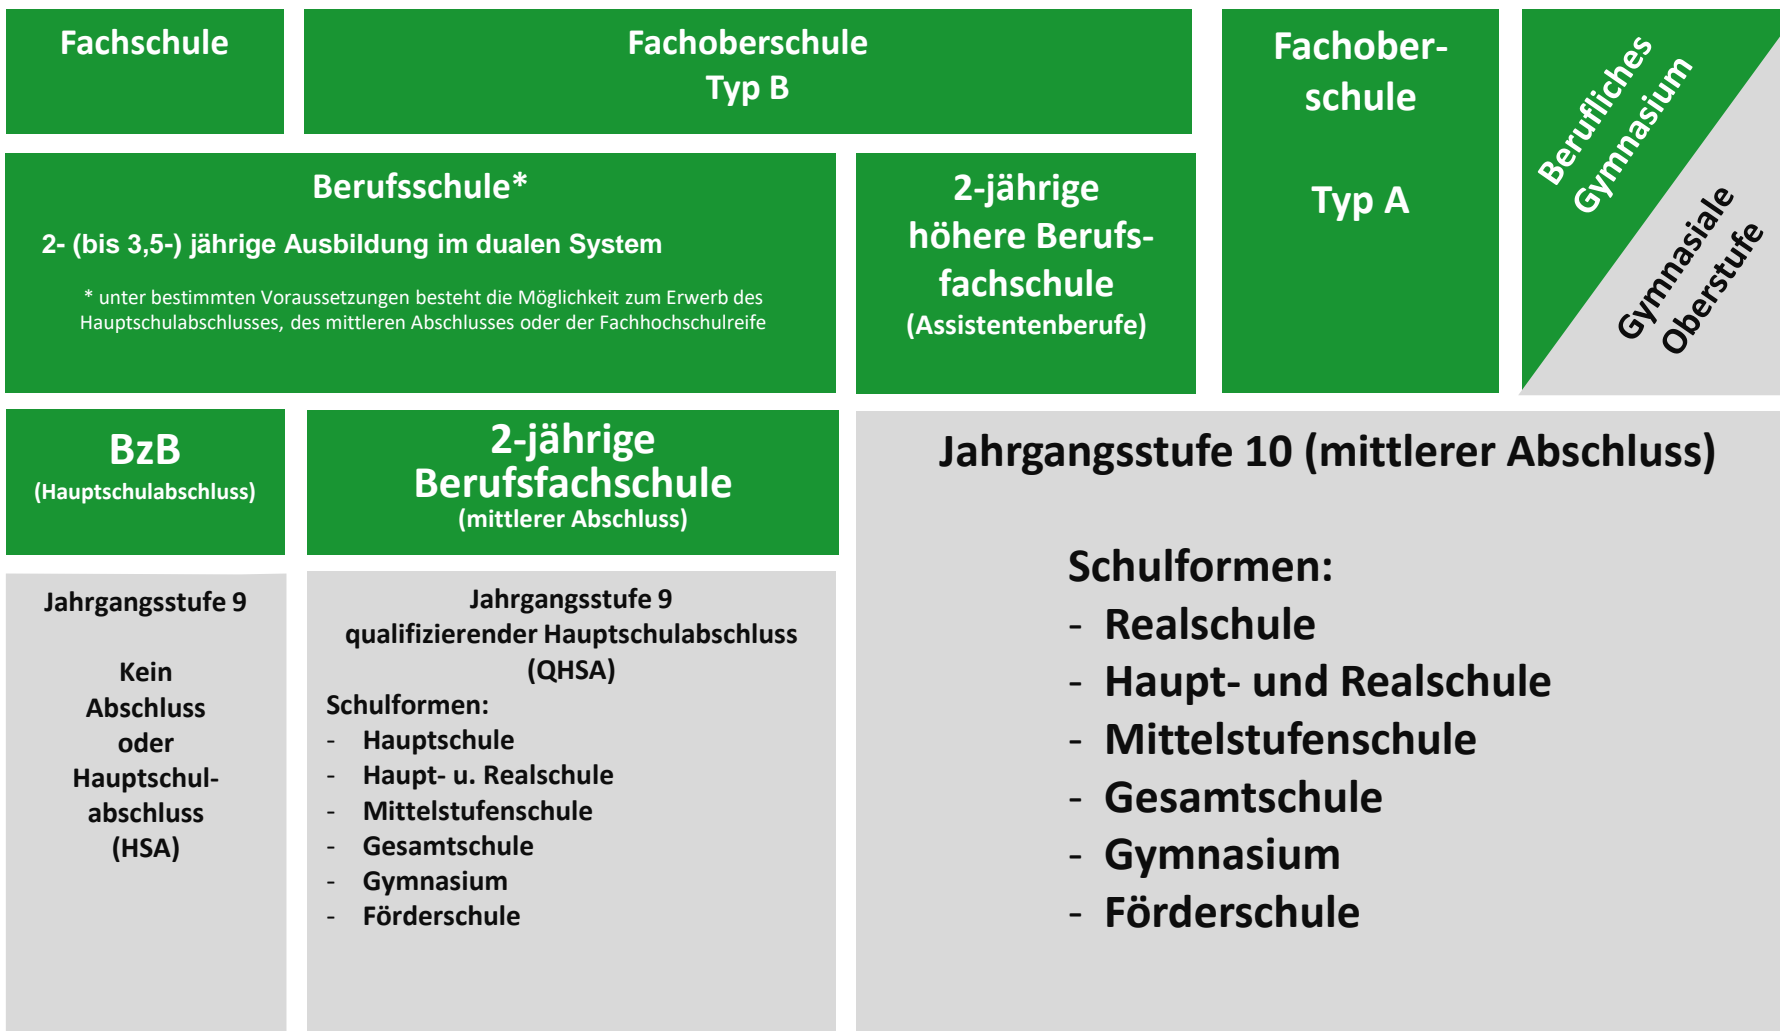 Fachschule
Fachoberschule
Typ B
Fachober-
schule
Typ A
Berufliches
Gymnasium
Gymnasiale
Oberstufe
Berufsschule*
2- (bis 3,5-) jährige Ausbildung im dualen System
* unter bestimmten Voraussetzungen besteht die Möglichkeit zum Erwerb des
Hauptschulabschlusses, des mittleren Abschlusses oder der Fachhochschulreife
2-jährige
höhere Berufs-
fachschule
(Assistentenberufe)
BzB
(Hauptschulabschluss)
2-jährige
Berufsfachschule
(mittlerer Abschluss)
Jahrgangsstufe 10 (mittlerer Abschluss)
Schulformen:
- Realschule
- Haupt- und Realschule
- Mittelstufenschule
- Gesamtschule
- Gymnasium
- Förderschule
Jahrgangsstufe 9
Kein
Abschluss
oder
Hauptschul-
abschluss
(HSA)
Jahrgangsstufe 9
qualifizierender Hauptschulabschluss
(QHSA)
Schulformen:
- Hauptschule
- Haupt- u. Realschule
- Mittelstufenschule
- Gesamtschule
- Gymnasium
- Förderschule